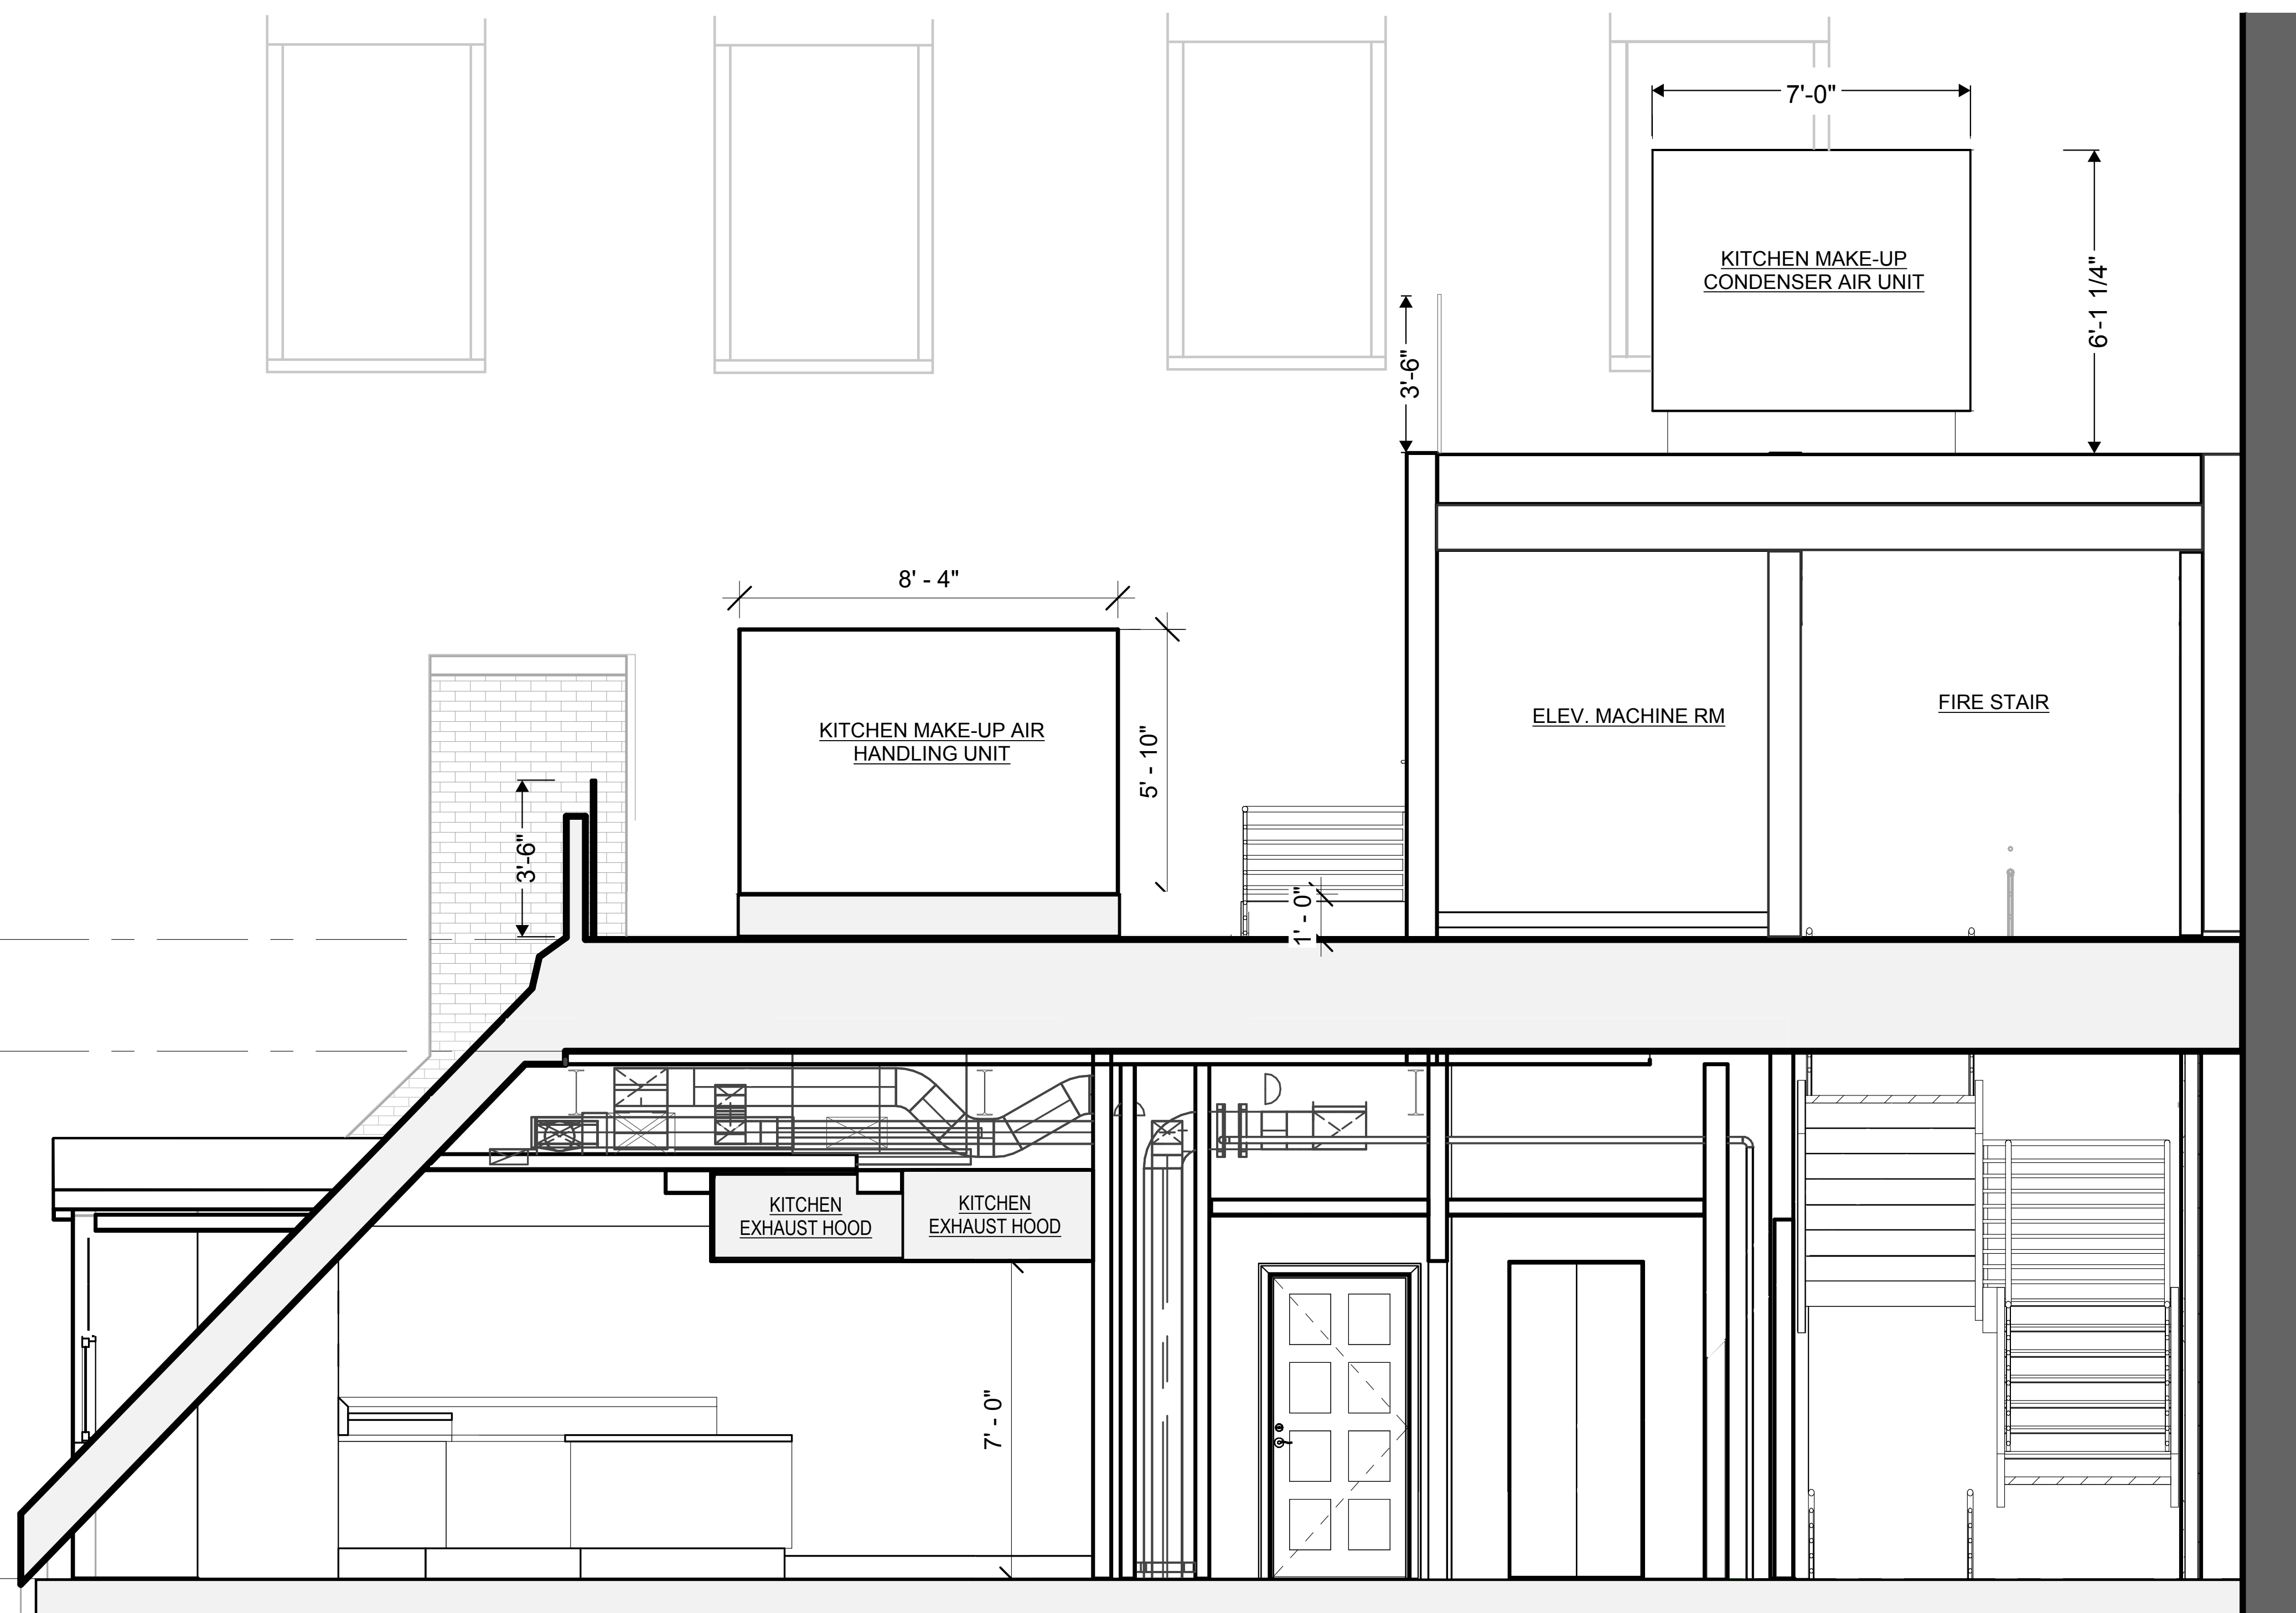 7'-0"
KITCHEN MAKE-UP
CONDENSER AIR UNIT
6'-1 1/4"
3'-6"
8' - 4"
KITCHEN MAKE-UP AIR
HANDLING UNIT
5' - 10"
ELEV. MACHINE RM
FIRE STAIR
3'-6"
1' - 0"
KITCHEN
EXHAUST HOOD
KITCHEN
EXHAUST HOOD
7' - 0"